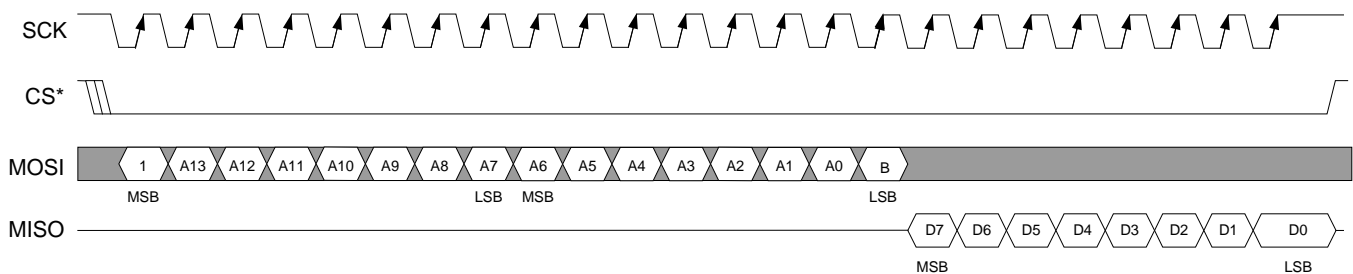 SCK
CS*
MOSI 1 A13 A12 A11 A10 A9 A8 A7 A6 A5 A4 A3 A2 A1 A0 B
MSB LSB MSB LSB
MISO D7 D6 D5 D4 D3 D2 D1 D0
MSB LSB